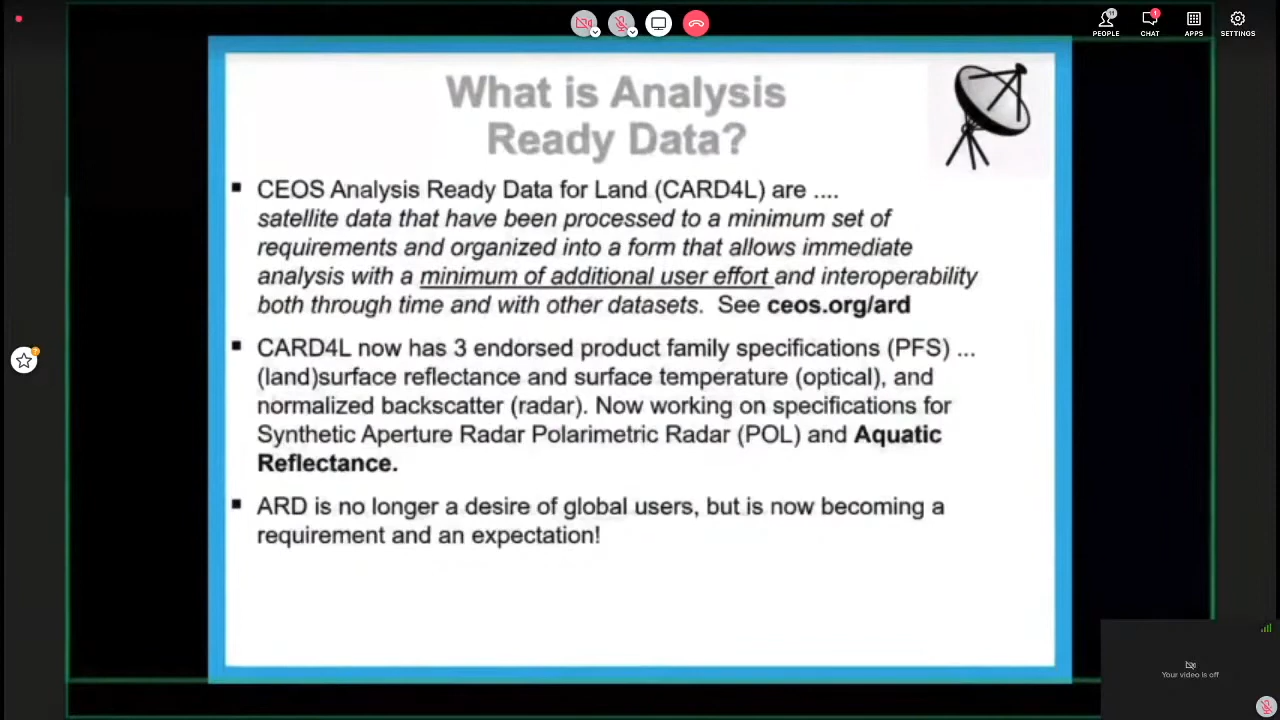 11
1
PEOPLE
CHAT
APPS
SETTINGS
What is Analysis
Ready Data?
▪ CEOS Analysis Ready Data for Land (CARD4L) are ....
satellite data that have been processed to a minimum set of
requirements and organized into a form that allows immediate
analysis with a minimum of additional user effort and interoperability
both through time and with other datasets. See ceos.org/ard
▪ CARD4L now has 3 endorsed product family specifications (PFS) ...
(land)surface reflectance and surface temperature (optical), and
normalized backscatter (radar). Now working on specifications for
Synthetic Aperture Radar Polarimetric Radar (POL) and Aquatic
Reflectance.
▪ ARD is no longer a desire of global users, but is now becoming a
requirement and an expectation!
Your video is off